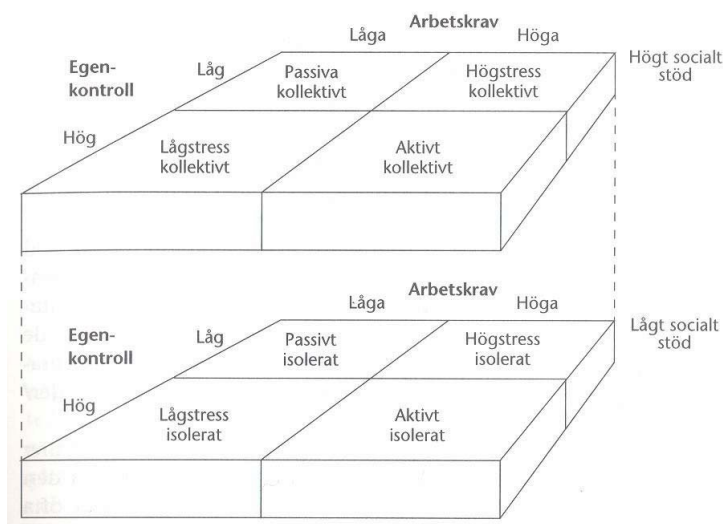 Arbetskrav
Låga Höga
Högt socialt
stöd
Egen-
kontroll
Låg
Passiva
kollektivt
Högstress
kollektivt
Hög
Lågstress
kollektivt
Aktivt
kollektivt
Arbetskrav
Låga Höga
Lågt socialt
stöd
Egen-
kontroll
Låg
Passivt
isolerat
Högstress
isolerat
Hög
Lågstress
isolerat
Aktivt
isolerat